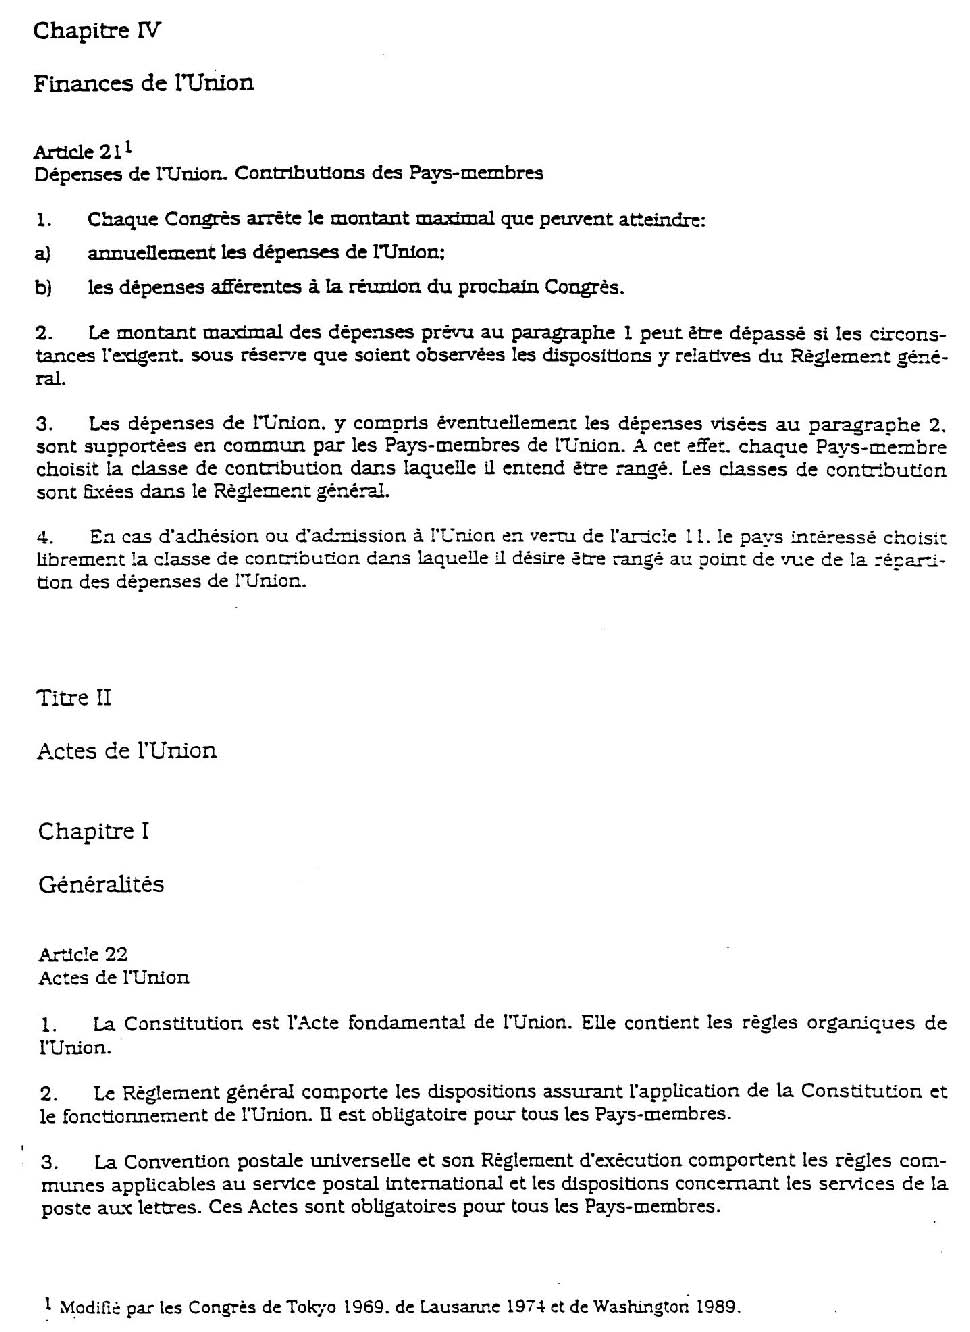 Chapitre IV
Finances de l'Union
Article 21¹
Dépenses de l'Union. Contributions des Pays-membres
1. Chaque Congrès arrête le montant maximal que peuvent atteindre:
a) annuellement les dépenses de l'Union;
b) les dépenses afférentes à la réunion du prochain Congrès.
2. Le montant maximal des dépenses prévu au paragraphe 1 peut être dépassé si les circons-
tances l'exigent, sous réserve que soient observées les dispositions y relatives du Règlement géné-
ral.
3. Les dépenses de l'Union, y compris éventuellement les dépenses visées au paragraphe 2,
sont supportées en commun par les Pays-membres de l'Union. A cet effet, chaque Pays-membre
choisit la classe de contribution dans laquelle il entend être rangé. Les classes de contribution
sont fixées dans le Règlement général.
4. En cas d'adhésion ou d'admission à l'Union en vertu de l'article 11, le pays intéressé choisit
librement la classe de contribution dans laquelle il désire être rangé au point de vue de la réparti-
tion des dépenses de l'Union.
Titre II
Actes de l'Union
Chapitre I
Généralités
Article 22
Actes de l'Union
1. La Constitution est l'Acte fondamental de l'Union. Elle contient les règles organiques de
l'Union.
2. Le Règlement général comporte les dispositions assurant l'application de la Constitution et
le fonctionnement de l'Union. Il est obligatoire pour tous les Pays-membres.
3. La Convention postale universelle et son Règlement d'exécution comportent les règles com-
munes applicables au service postal international et les dispositions concernant les services de la
poste aux lettres. Ces Actes sont obligatoires pour tous les Pays-membres.
¹ Modifié par les Congrès de Tokyo 1969, de Lausanne 1974 et de Washington 1989.